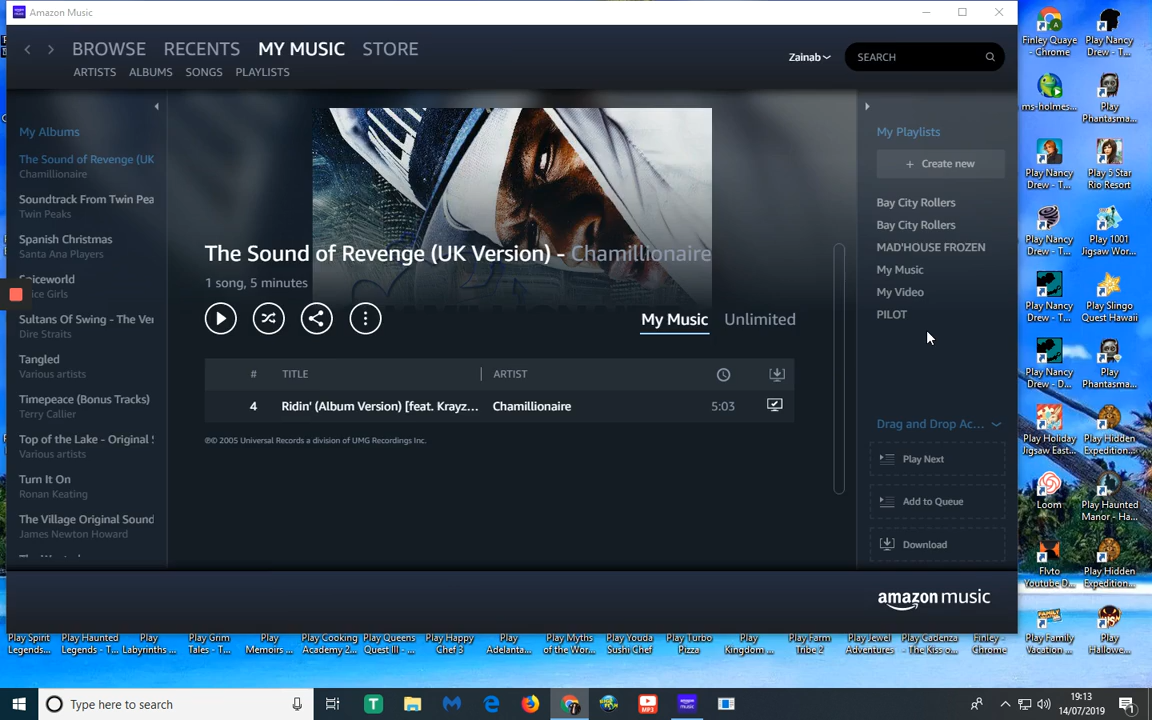 Amazon Music
BROWSE RECENTS MY MUSIC STORE
Zainab
SEARCH
ARTISTS ALBUMS SONGS PLAYLISTS
My Albums
The Sound of Revenge (UK
Chamillionaire
Soundtrack From Twin Pea
Twin Peaks
Spanish Christmas
Santa Ana Players
Spiceworld
Spice Girls
Sultans Of Swing - The Ver
Dire Straits
Tangled
Various artists
Timepeace (Bonus Tracks)
Terry Callier
Top of the Lake - Original S
Various artists
Turn It On
Ronan Keating
The Village Original Sound
James Newton Howard
The Sound of Revenge (UK Version) - Chamillionaire
1 song, 5 minutes
My Music Unlimited
# TITLE ARTIST
4 Ridin' (Album Version) [feat. Krayz... Chamillionaire 5:03
℗© 2005 Universal Records a division of UMG Recordings Inc.
My Playlists
+ Create new
Bay City Rollers
Bay City Rollers
MAD'HOUSE FROZEN
My Music
My Video
PILOT
Drag and Drop Ac...
Play Next
Add to Queue
Download
amazon music
Finley Quaye - Chrome
Play Nancy Drew - T...
ms-holmes...
Play Phantasma...
Play Nancy Drew - T...
Play 5 Star Rio Resort
Play Nancy Drew - T...
Play 1001 Jigsaw Wor...
Play Nancy Drew - T...
Play Slingo Quest Hawaii
Play Nancy Drew - D...
Play Phantasma...
Play Holiday Jigsaw East...
Play Hidden Expedition...
Loom
Play Haunted Manor - Ha...
Flvto Youtube D...
Play Hidden Expedition...
Play Family Vacation ...
Play Hallowe...
Play Spirit Legends...
Play Haunted Legends - T...
Play Labyrinths ...
Play Grim Tales - T...
Play Memoirs ...
Play Cooking Academy 2...
Play Queens Quest III - ...
Play Happy Chef 3
Play Adelanta...
Play Myths of the Wor...
Play Youda Sushi Chef
Play Turbo Pizza
Play Kingdom ...
Play Farm Tribe 2
Play Jewel Adventures
Play Cadenza - The Kiss o...
Finley - Chrome
Type here to search
MP3
19:13
14/07/2019
1